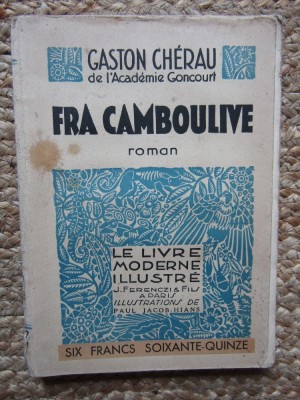 GASTON CHÉRAU
de l'Académie Goncourt
FRA CAMBOULIVE
roman
LE LIVRE
MODERNE
ILLUSTRÉ
J. FERENCZI & FILS
A PARIS
ILLUSTRATIONS DE
PAUL JACOB.HIANS
SIX FRANCS SOIXANTE-QUINZE